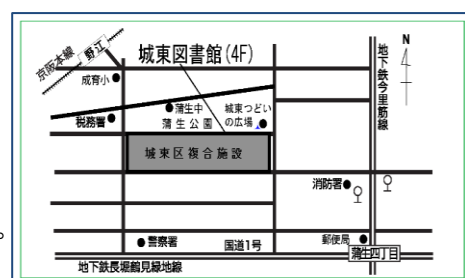 京阪本線
野江
城東図書館(4F)
地下鉄今里筋線
N
成育小
蒲生中
城東つどい
の広場
蒲生公園
税務署
城東区複合施設
消防署
警察署
国道1号
郵便局
蒲生四丁目
地下鉄長堀鶴見緑地線
。